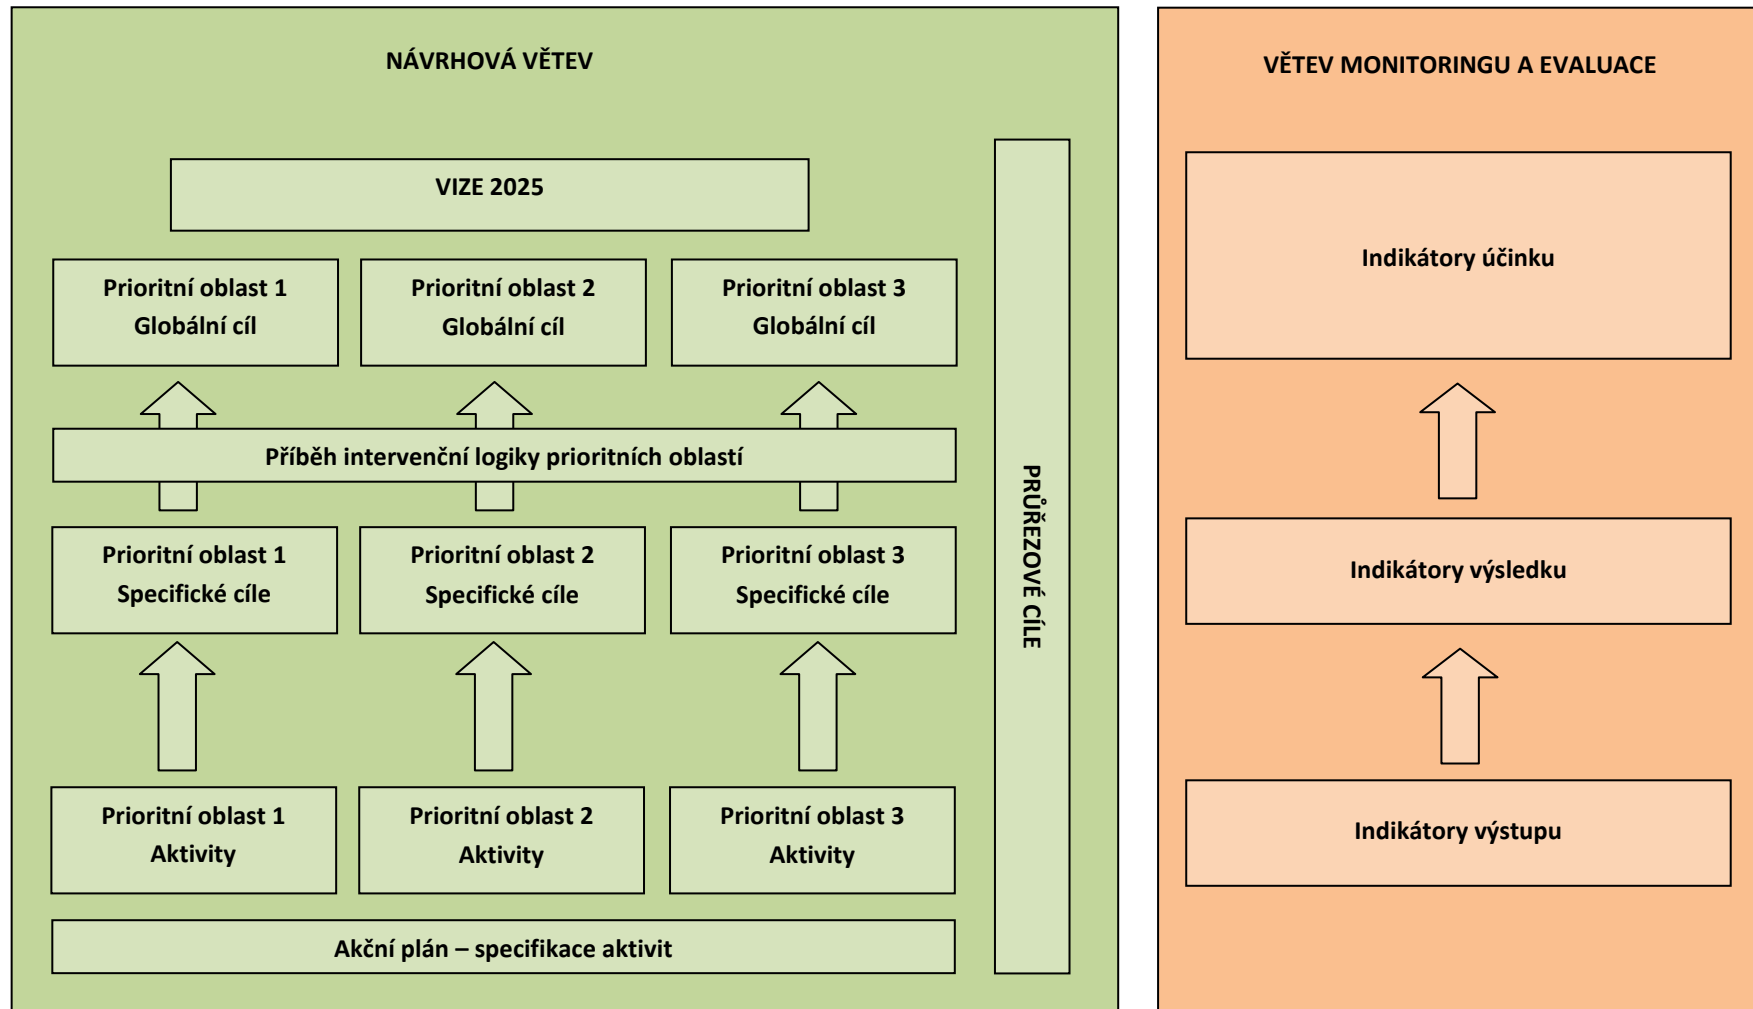 NÁVRHOVÁ VĚTEV
VIZE 2025
Prioritní oblast 1
Globální cíl
Prioritní oblast 2
Globální cíl
Prioritní oblast 3
Globální cíl
Příběh intervenční logiky prioritních oblastí
Prioritní oblast 1
Specifické cíle
Prioritní oblast 2
Specifické cíle
Prioritní oblast 3
Specifické cíle
Prioritní oblast 1
Aktivity
Prioritní oblast 2
Aktivity
Prioritní oblast 3
Aktivity
Akční plán – specifikace aktivit
PRŮŘEZOVÉ CÍLE
VĚTEV MONITORINGU A EVALUACE
Indikátory účinku
Indikátory výsledku
Indikátory výstupu